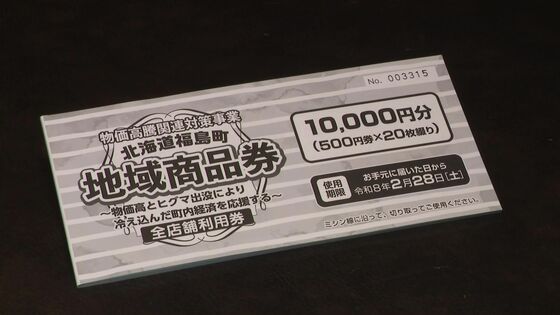 No. 003315
物価高騰関連対策事業
北海道福島町
地域商品券
～物価高とヒグマ出没により
冷え込んだ町内経済を応援する～
全店舗利用券
10,000円分
(500円券×20枚綴り)
使用期限
お手元に届いた日から
令和8年2月28日[土]
ミシン線に沿って、切り取ってご使用ください。